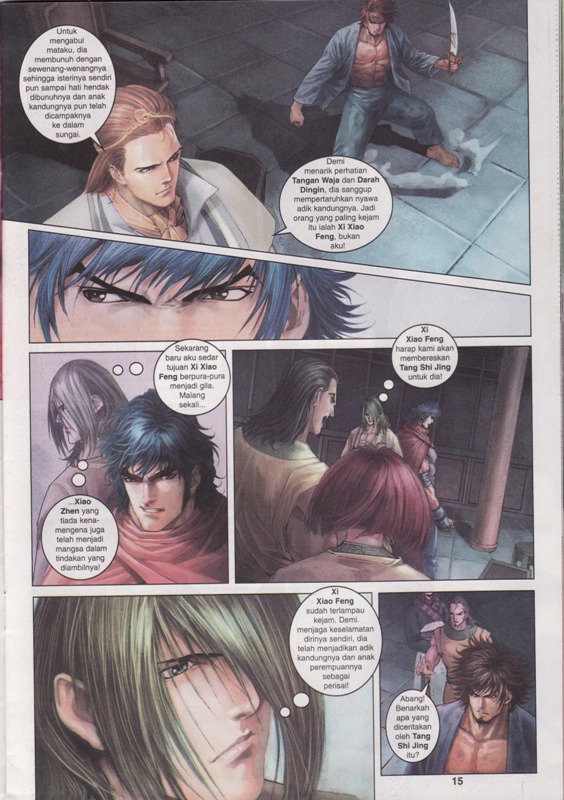 Untuk
mengabui
mataku, dia
membunuh dengan
sewenang-wenangnya
sehingga isterinya sendiri
pun sampai hati hendak
dibunuhnya dan anak
kandungnya pun telah
dicampaknya
ke dalam
sungai.
Demi
menarik perhatian
Tangan Waja dan Darah
Dingin, dia sanggup
mempertaruhkan nyawa
adik kandungnya. Jadi
orang yang paling kejam
itu ialah Xi Xiao
Feng, bukan
aku!
Sekarang
baru aku sedar
tujuan Xi Xiao
Feng berpura-pura
menjadi gila.
Malang
sekali...
...Xiao
Zhen yang
tiada kena-
mengena juga
telah menjadi
mangsa dalam
tindakan yang
diambilnya!
Xi
Xiao Feng
harap kami akan
membereskan
Tang Shi Jing
untuk dia!
Xi
Xiao Feng
sudah terlampau
kejam. Demi.
menjaga keselamatan
dirinya sendiri, dia
telah menjadikan adik
kandungnya dan anak
perempuannya
sebagai
perisai!
Abang!
Benarkah
apa yang
diceritakan
oleh Tang
Shi Jing
itu?
15